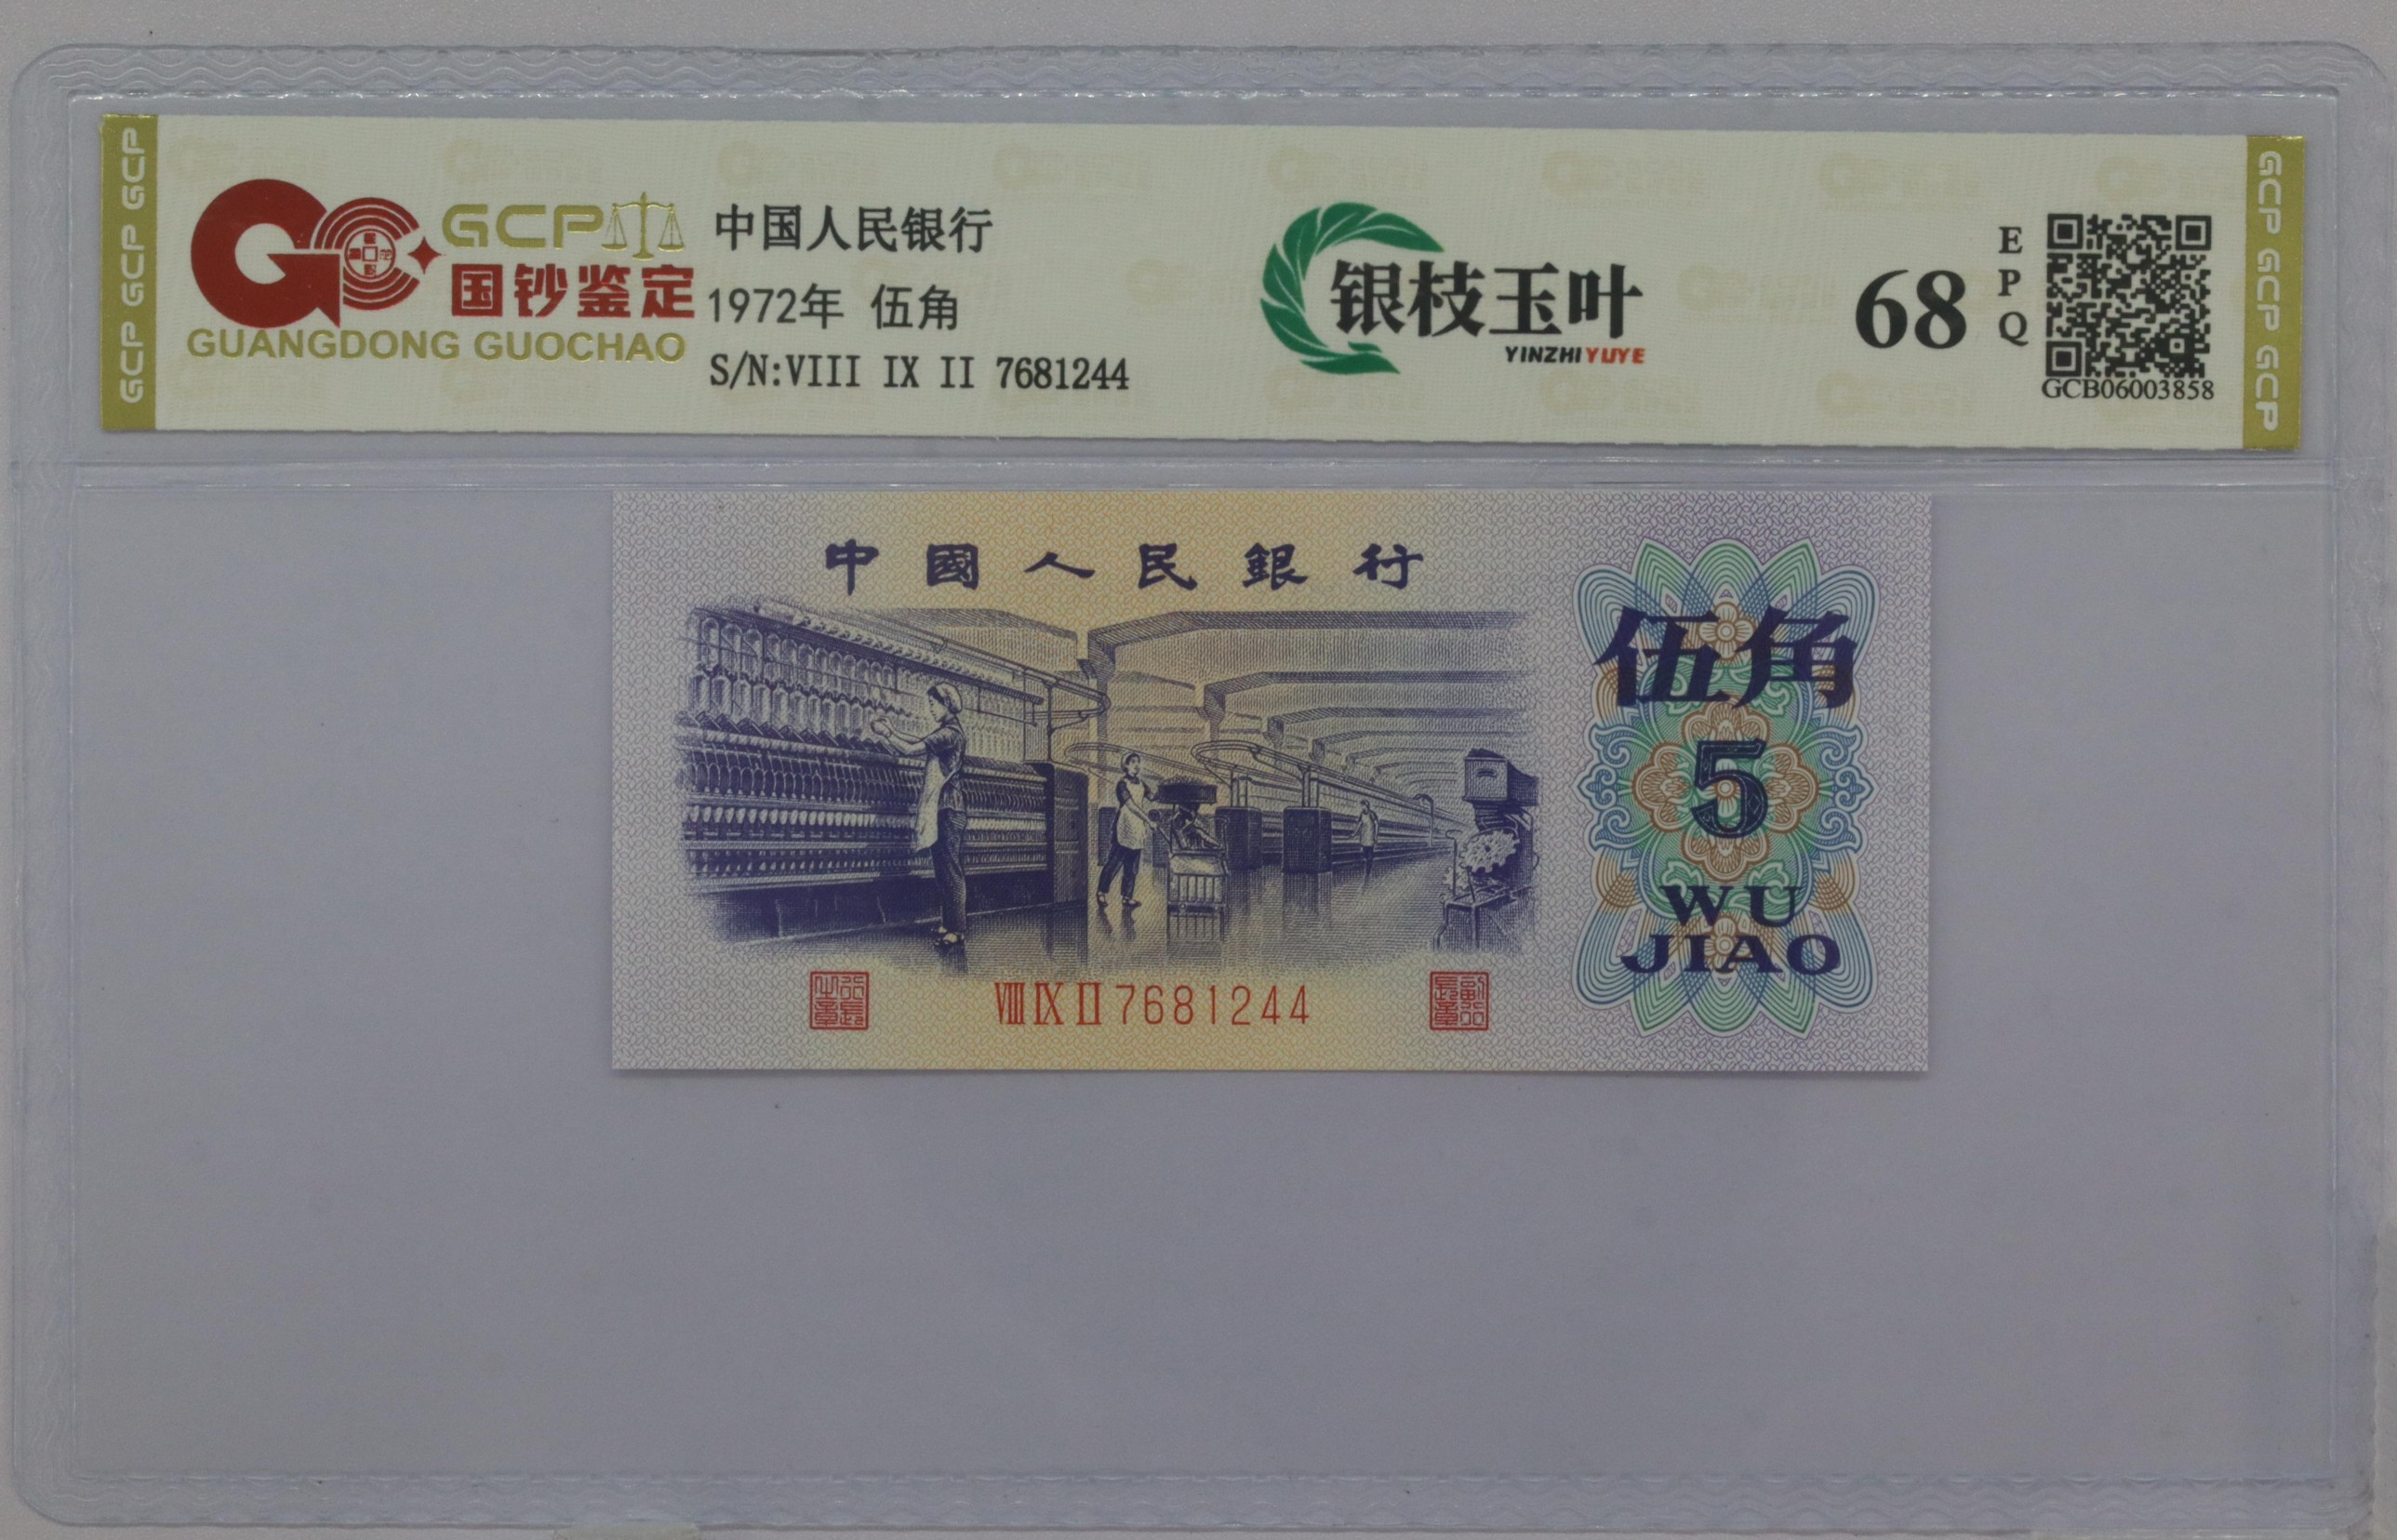 GCP GCP GCP
GCP
国钞鉴定
GUANGDONG GUOCHAO
中国人民银行
1972年 伍角
S/N:VIII IX II 7681244
银枝玉叶
YINZHIYUYE
68
EPQ
GCB06003858
GCP GCP GCP
中國人民銀行
伍角
5
WU
JIAO
VIII IX II 7681244